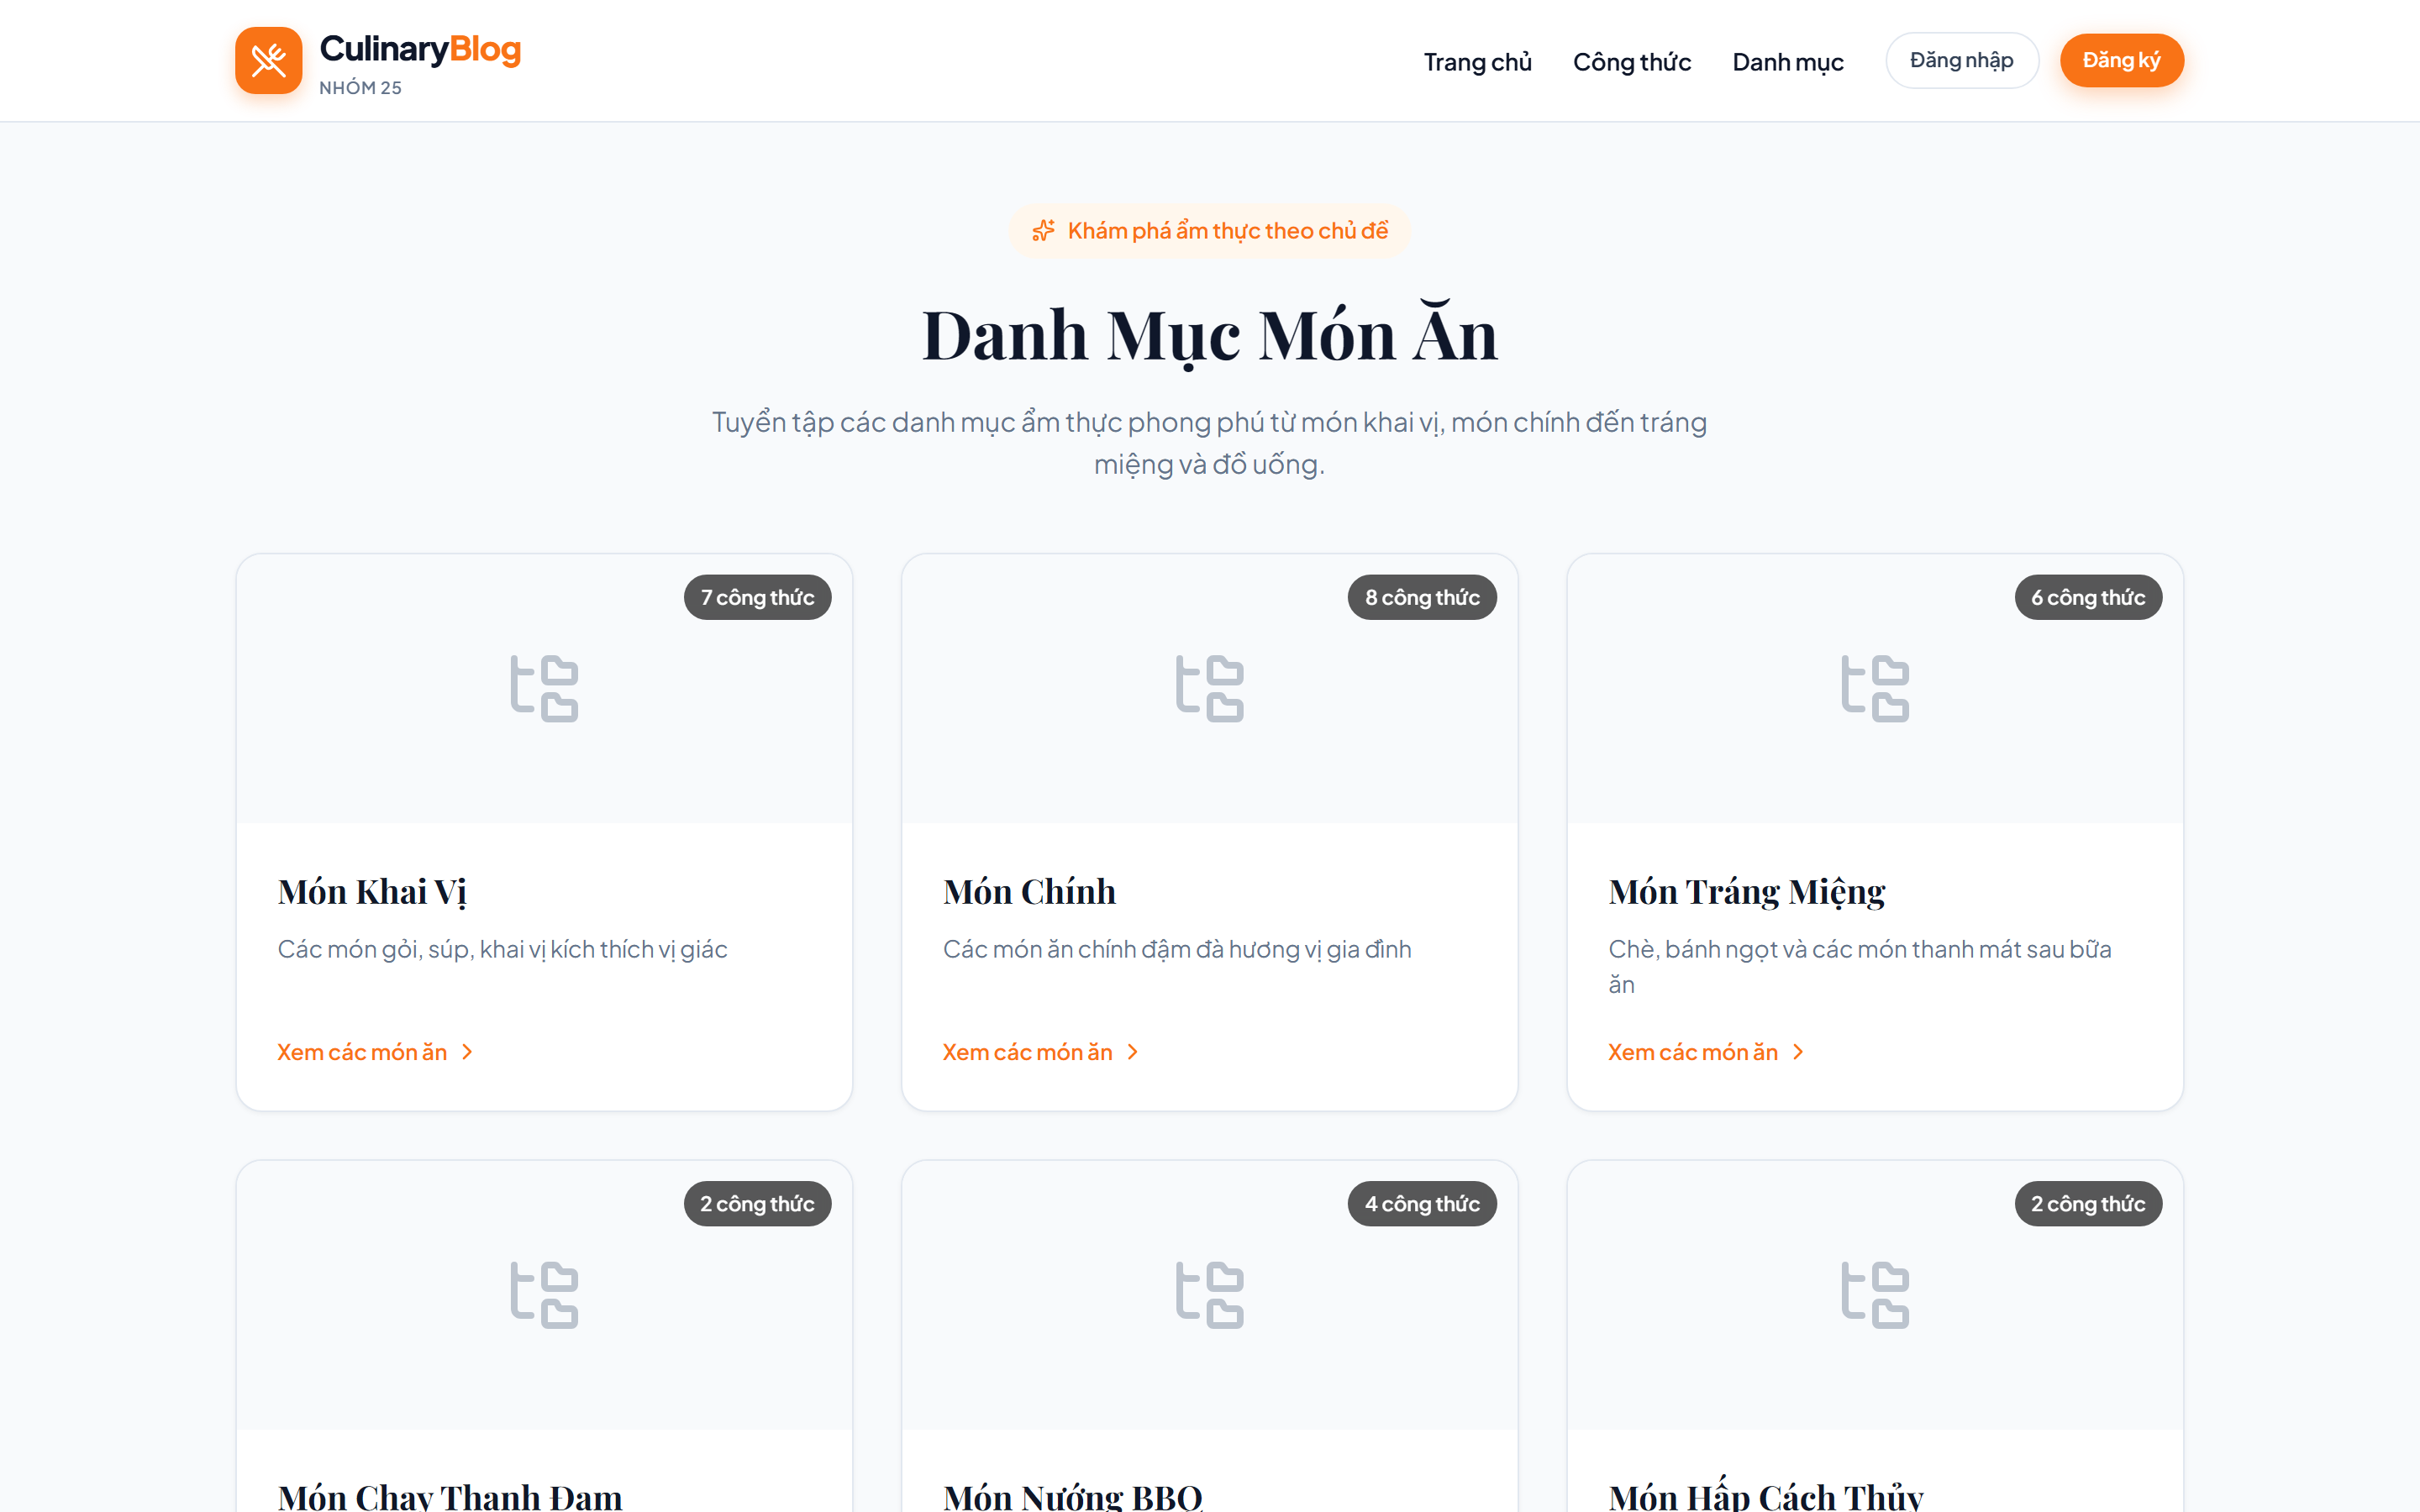 CulinaryBlog
NHÓM 25
Trang chủ
Công thức
Danh mục
Đăng nhập
Đăng ký
Khám phá ẩm thực theo chủ đề
Danh Mục Món Ăn
Tuyển tập các danh mục ẩm thực phong phú từ món khai vị, món chính đến tráng
miệng và đồ uống.
7 công thức
Món Khai Vị
Các món gỏi, súp, khai vị kích thích vị giác
Xem các món ăn
8 công thức
Món Chính
Các món ăn chính đậm đà hương vị gia đình
Xem các món ăn
6 công thức
Món Tráng Miệng
Chè, bánh ngọt và các món thanh mát sau bữa
ăn
Xem các món ăn
2 công thức
Món Chay Thanh Đạm
4 công thức
Món Nướng BBQ
2 công thức
Món Hấp Cách Thủy